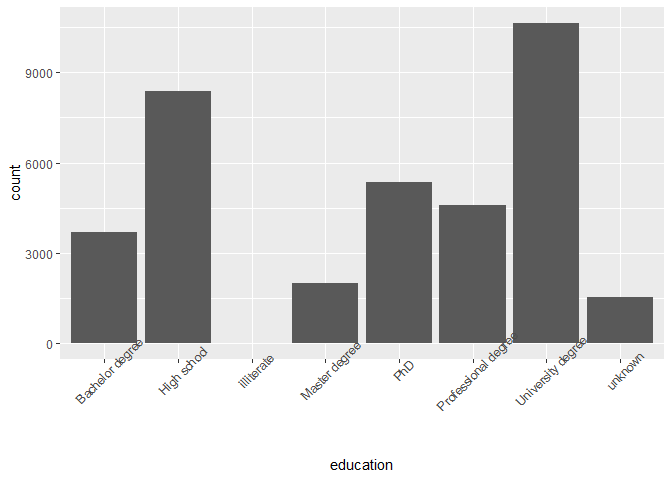 count
9000
6000
3000
0
Bachelor degree
High school
illiterate
Master degree
PhD
Professional degree
University degree
unknown
education